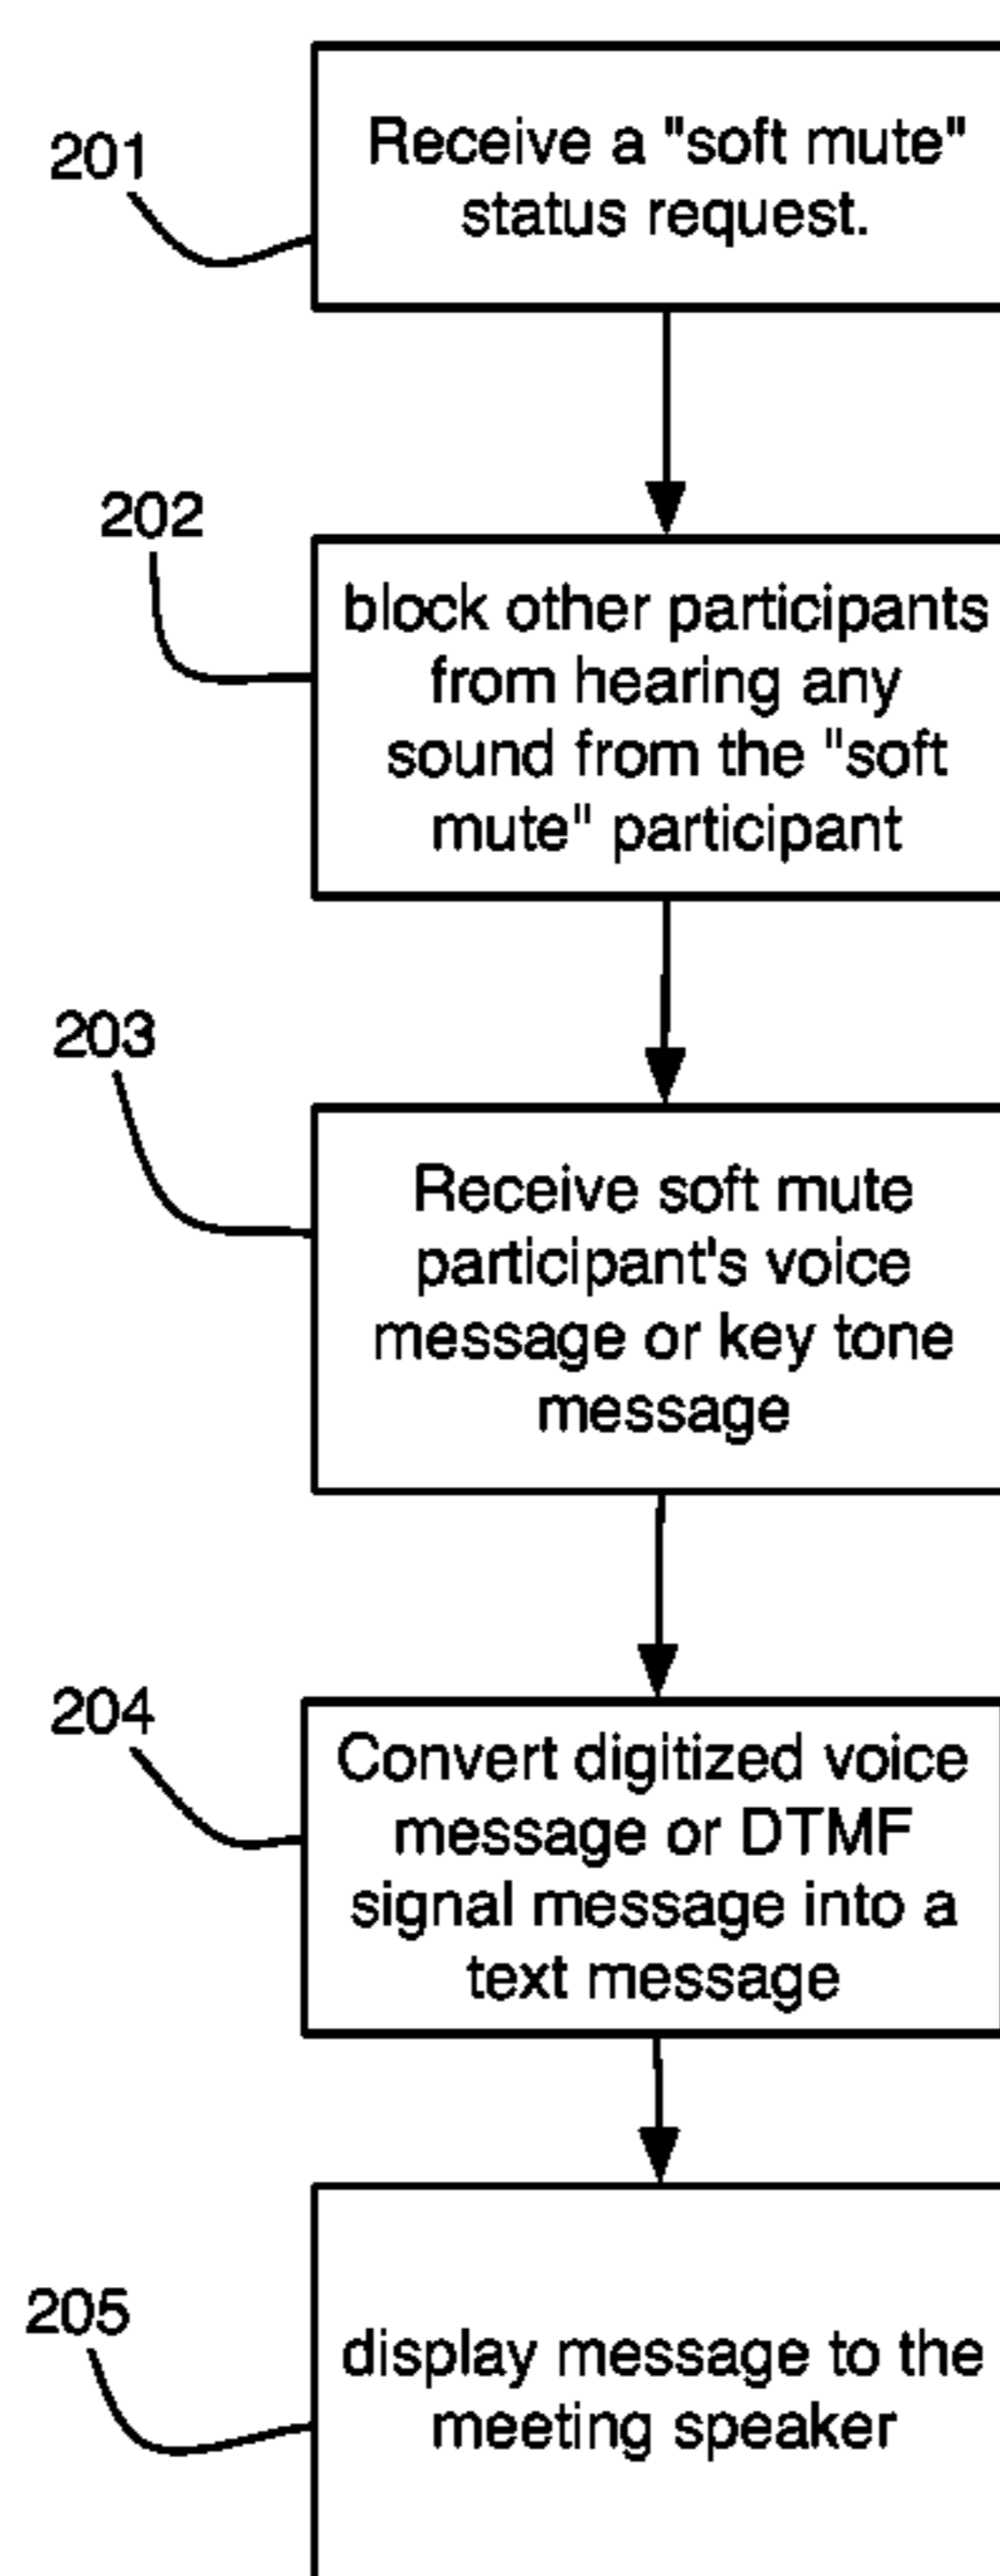 201
Receive a "soft mute"
status request.
202
block other participants
from hearing any
sound from the "soft
mute" participant
203
Receive soft mute
participant's voice
message or key tone
message
204
Convert digitized voice
message or DTMF
signal message into a
text message
205
display message to the
meeting speaker